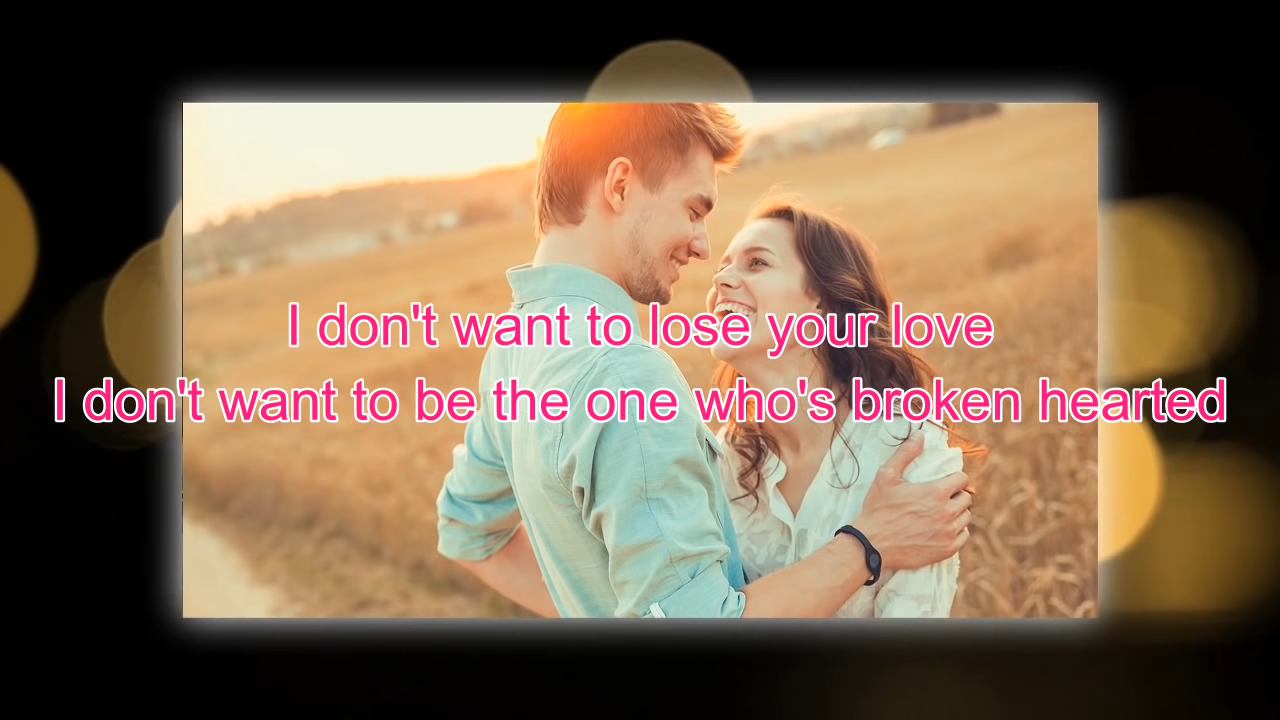 I don't want to lose your love
I don't want to be the one who's broken hearted